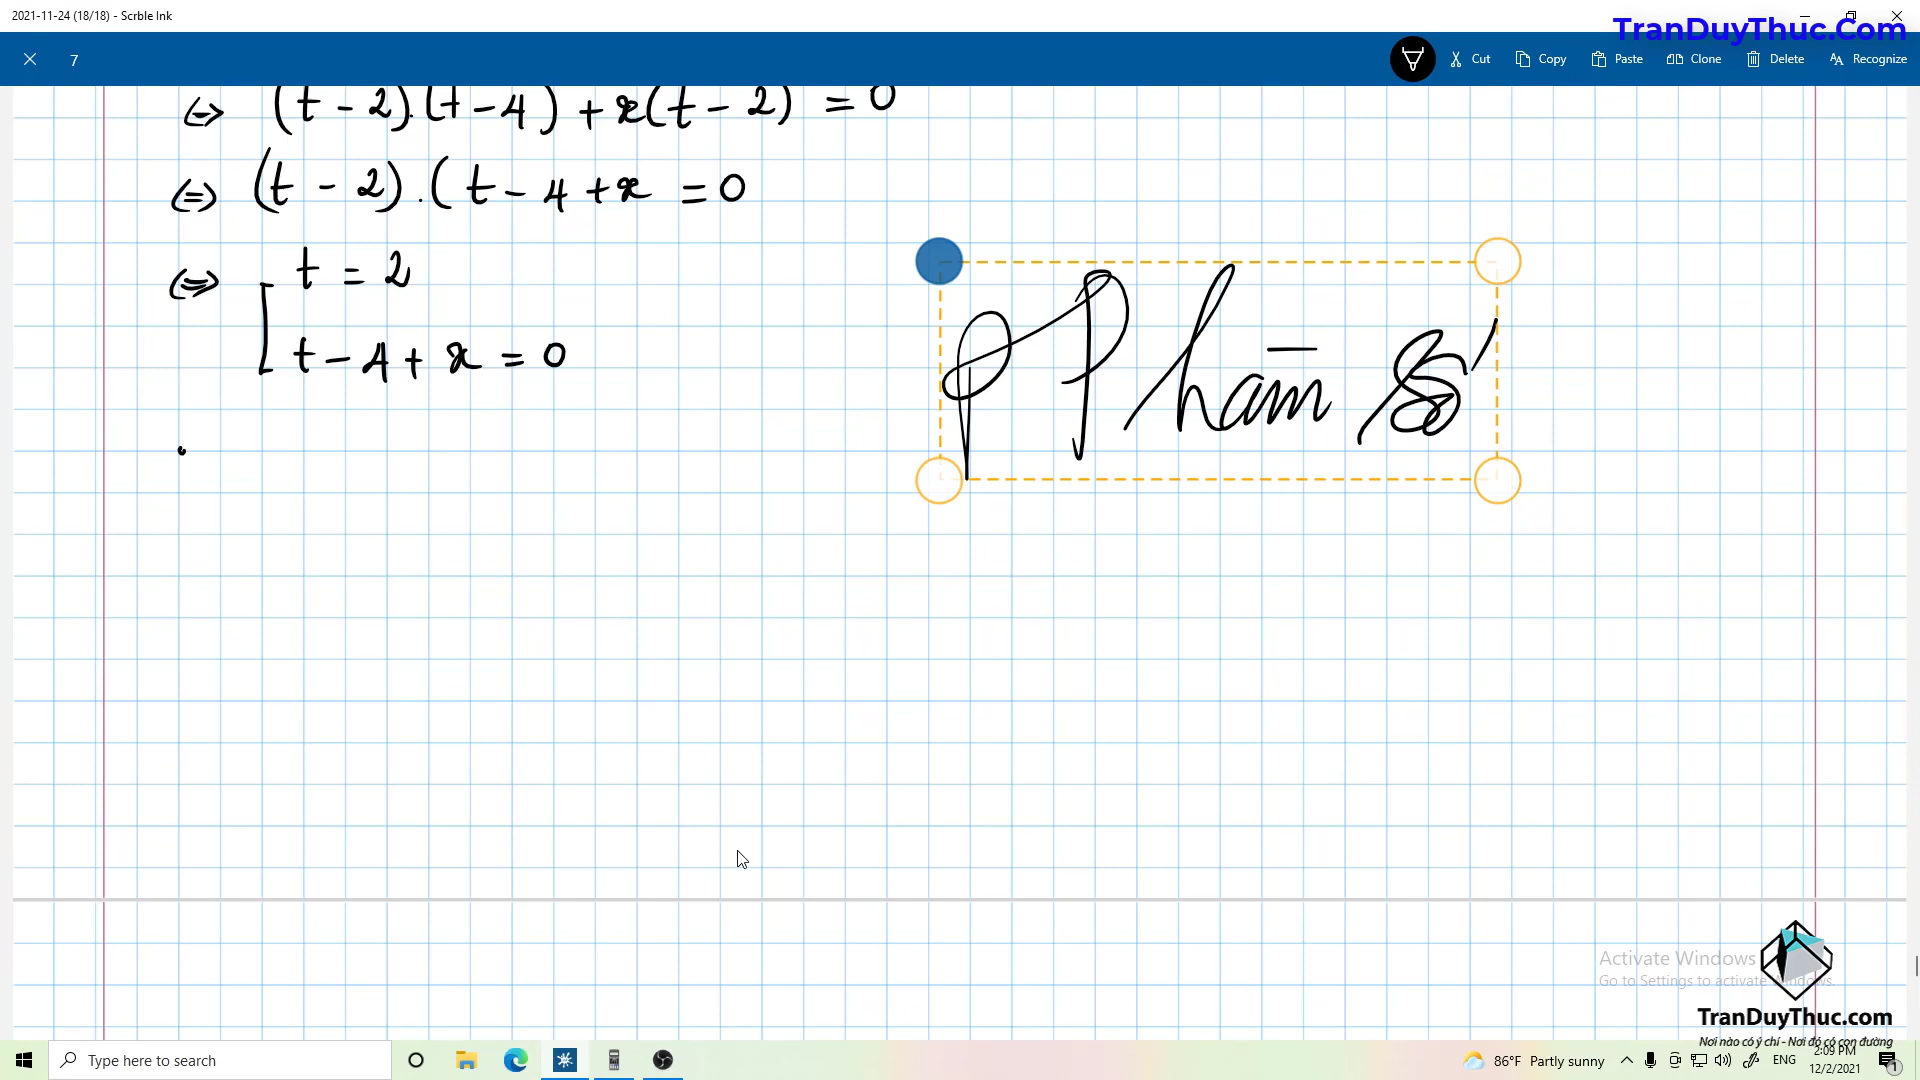 2021-11-24 (18/18) - Scrble Ink
TranDuyThuc.Com
7
Cut
Copy
Paste
Clone
Delete
Recognize
⇔ (t - 2).(t - 4) + x(t - 2) = 0
⇔ (t - 2).(t - 4 + x = 0
⇔ [ t = 2
t - 4 + x = 0
Activate Windows
Go to Settings to activate Windows.
TranDuyThuc.com
Nơi nào có ý chí - Nơi đó có con đường
Type here to search
86°F Partly sunny
ENG
2:09 PM
12/2/2021
1